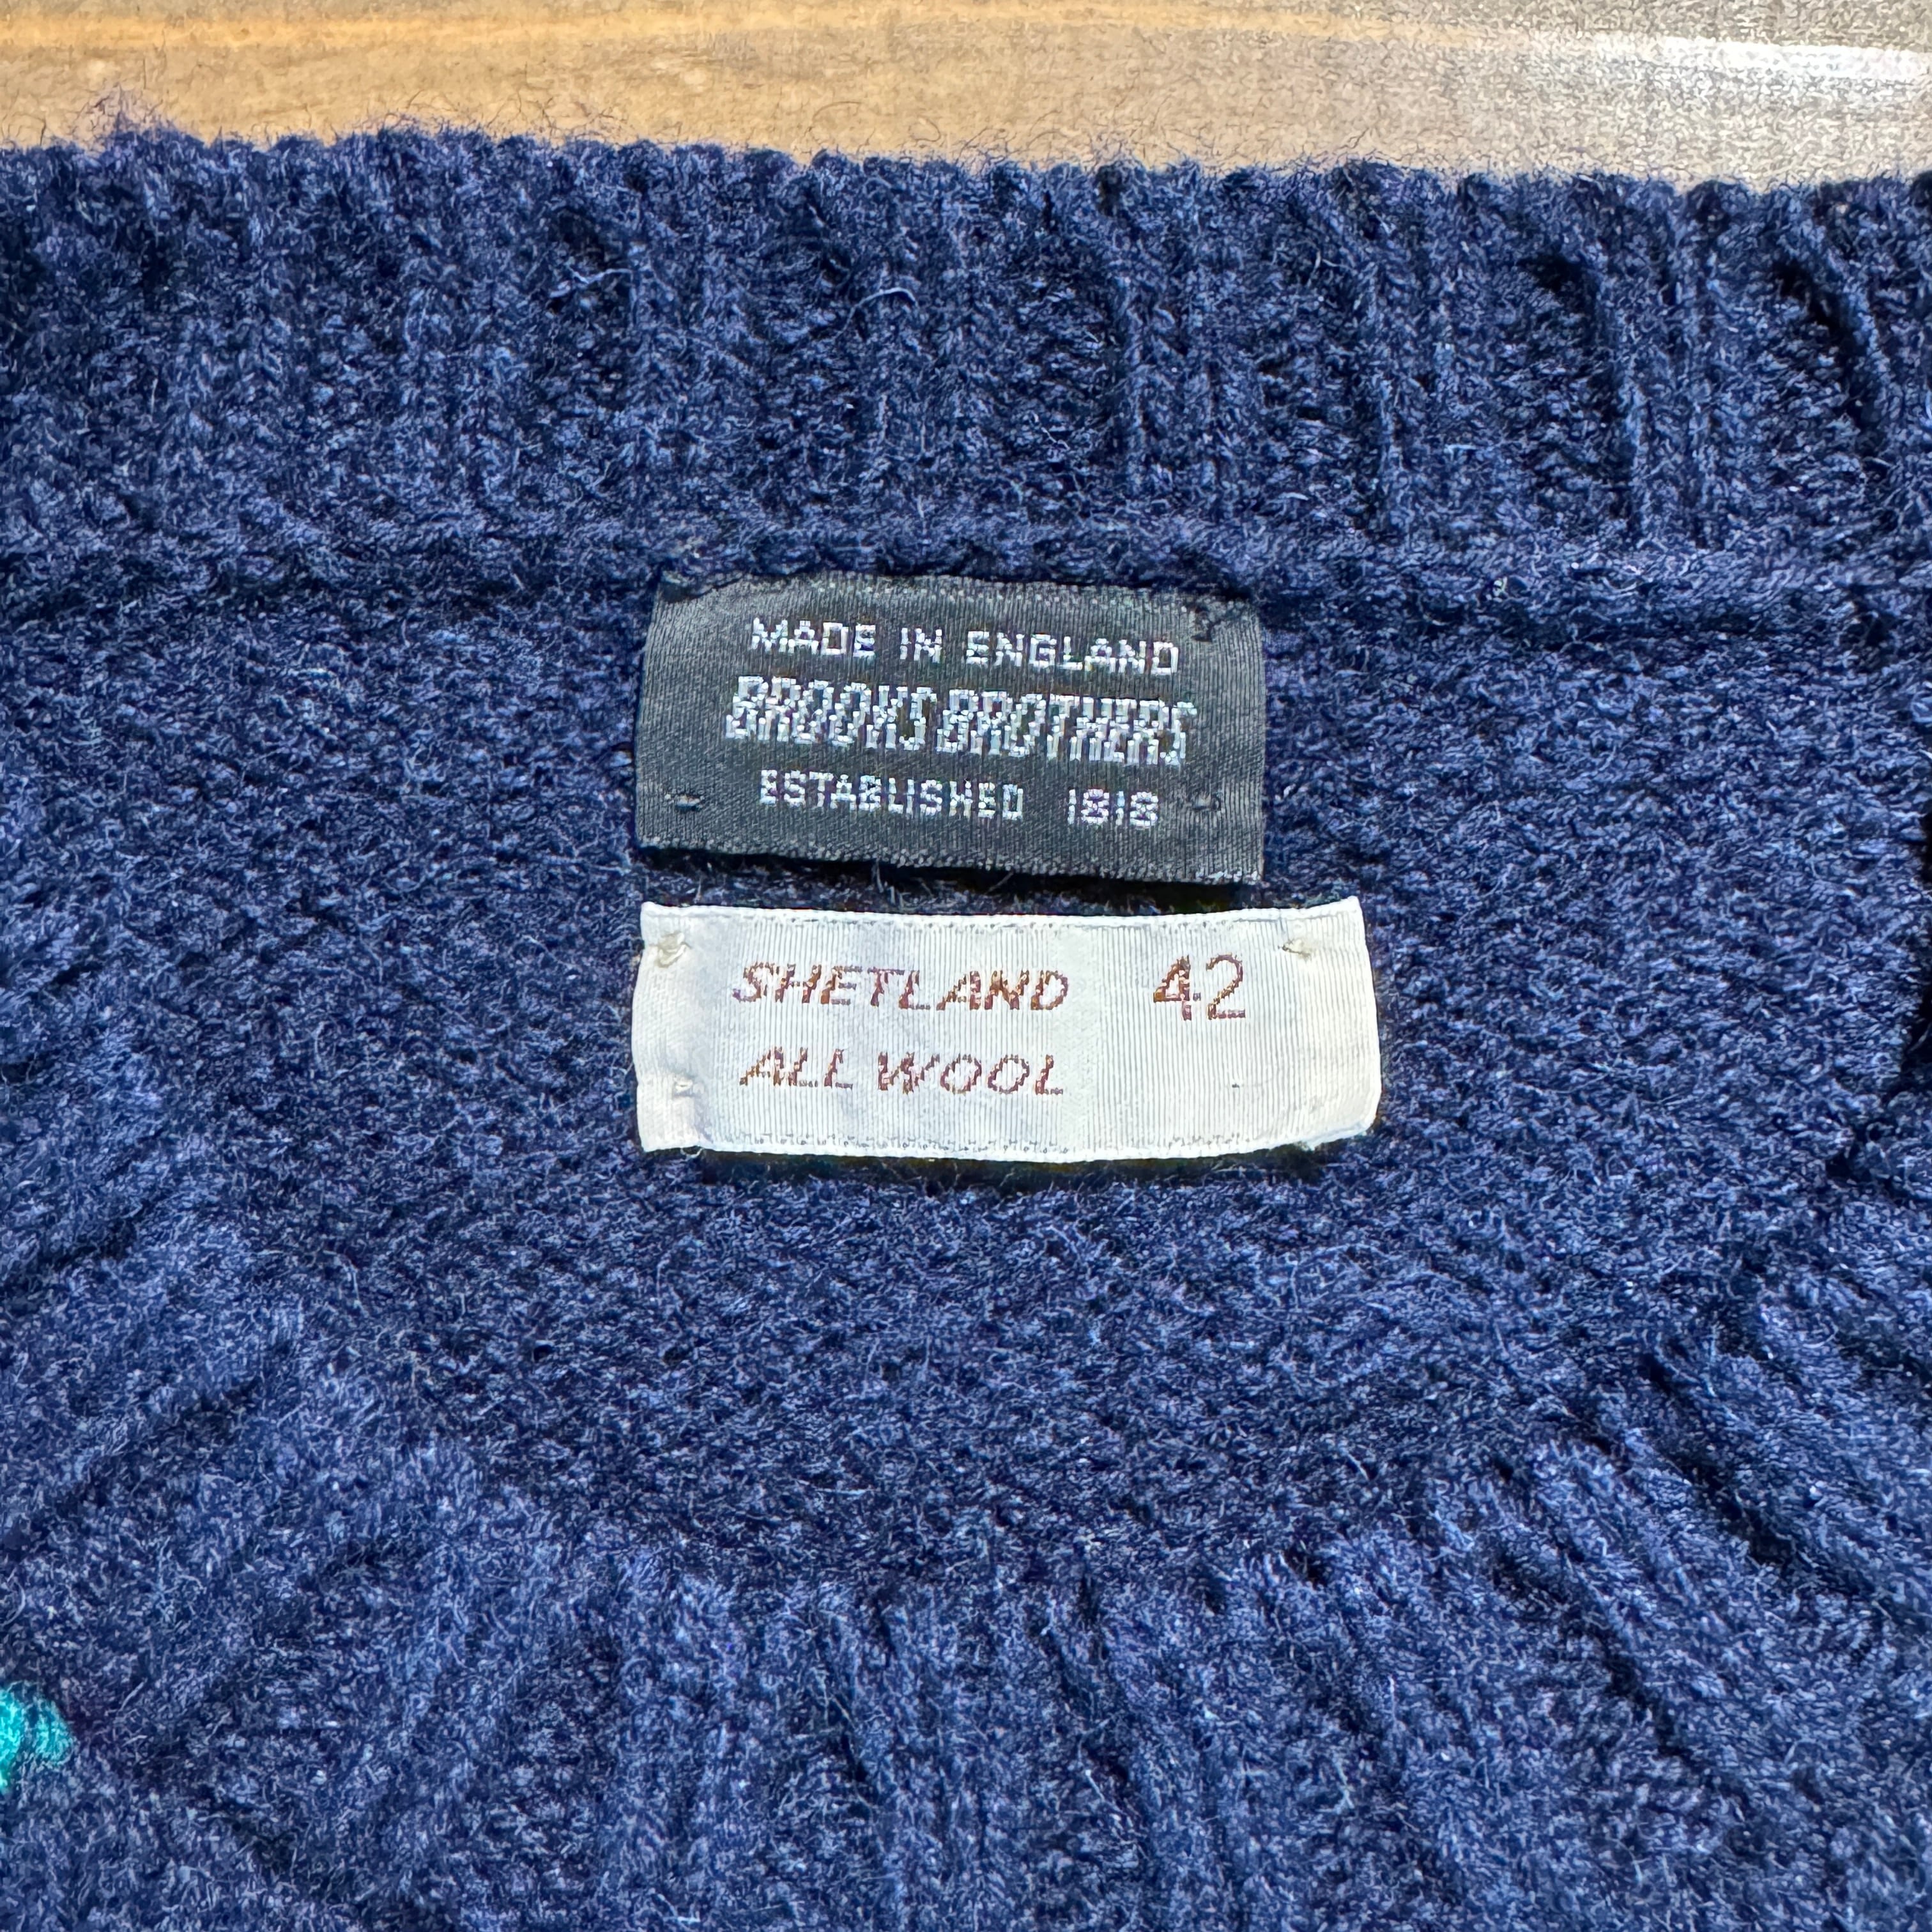 MADE IN ENGLAND
BROOKS BROTHERS
ESTABLISHED 1818
SHETLAND 42
ALL WOOL